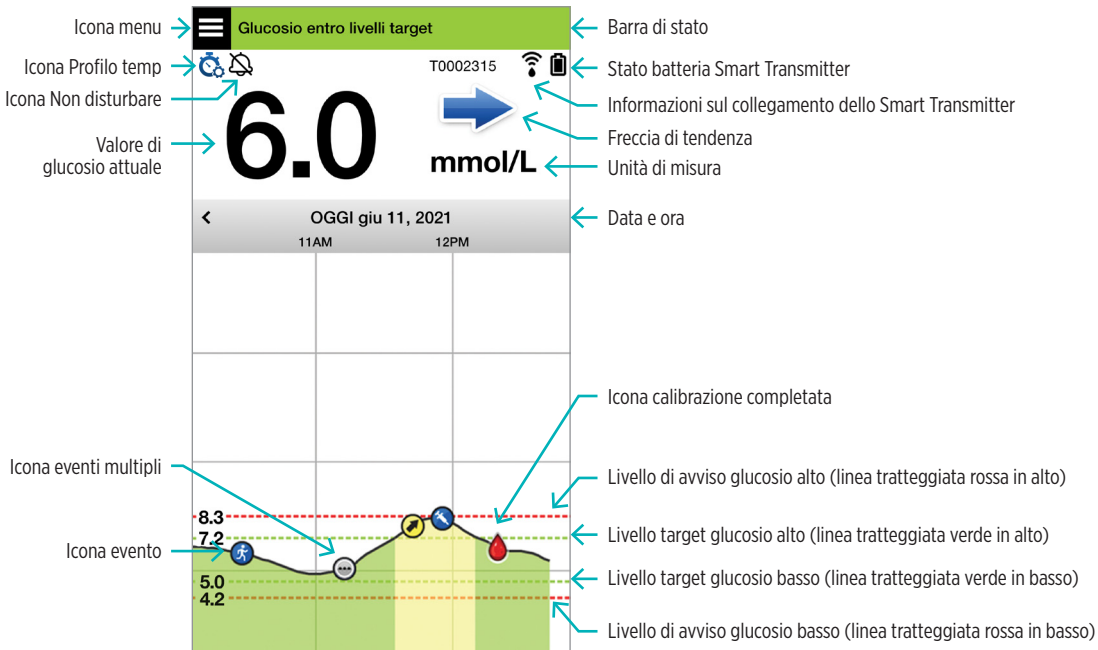 Icona menu
Glucosio entro livelli target
Barra di stato
Icona Profilo temp
T0002315
Stato batteria Smart Transmitter
Icona Non disturbare
Informazioni sul collegamento dello Smart Transmitter
6.0
Freccia di tendenza
Valore di
glucosio attuale
mmol/L
Unità di misura
OGGI giu 11, 2021
Data e ora
11AM
12PM
Icona calibrazione completata
Icona eventi multipli
Livello di avviso glucosio alto (linea tratteggiata rossa in alto)
8.3
7.2
Livello target glucosio alto (linea tratteggiata verde in alto)
Icona evento
5.0
Livello target glucosio basso (linea tratteggiata verde in basso)
4.2
Livello di avviso glucosio basso (linea tratteggiata rossa in basso)